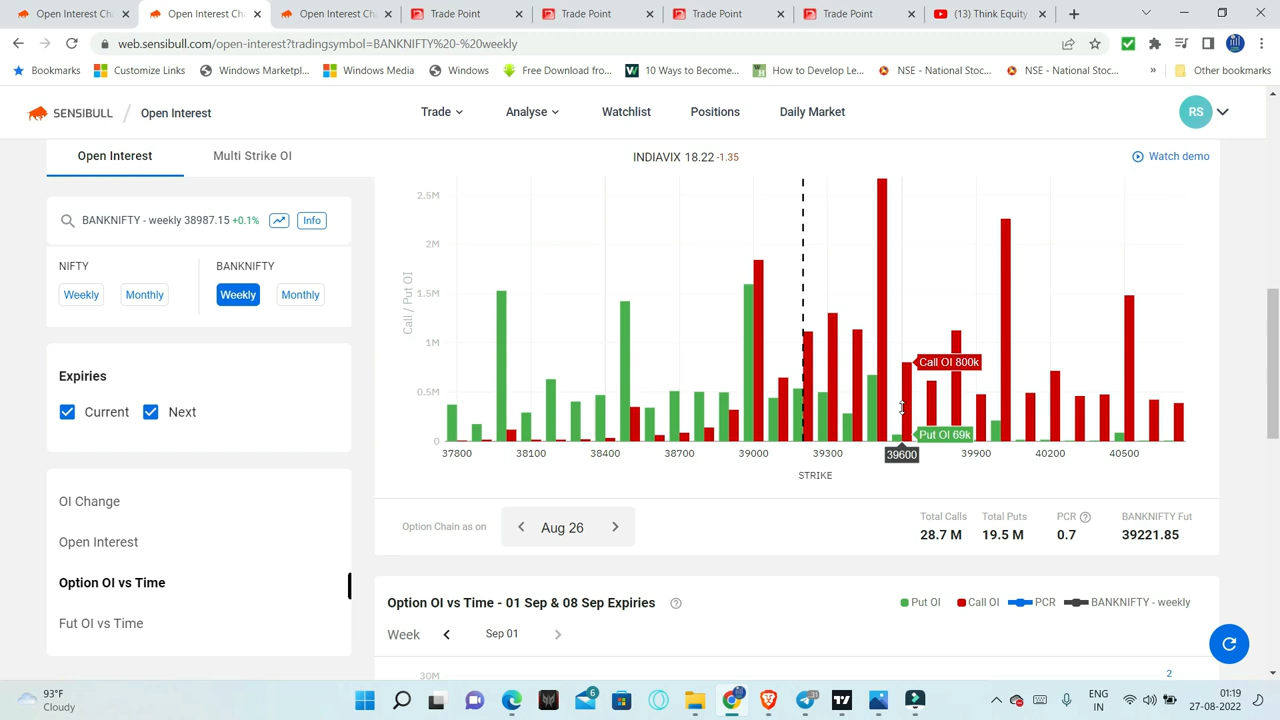 Open Interest Cha
Open Interest Cha
Open Interest Cha
Trade Point
Trade Point
Trade Point
Trade Point
(13) Think Equity
web.sensibull.com/open-interest?tradingsymbol=BANKNIFTY%20-%20weekly
Bookmarks
Customize Links
Windows Marketpl...
Windows Media
Windows
Free Download fro...
10 Ways to Become...
How to Develop Le...
NSE - National Stoc...
NSE - National Stoc...
Other bookmarks
SENSIBULL / Open Interest
Trade
Analyse
Watchlist
Positions
Daily Market
RS
Open Interest
Multi Strike OI
INDIAVIX 18.22 -1.35
Watch demo
BANKNIFTY - weekly 38987.15 +0.1%
Info
NIFTY
BANKNIFTY
Weekly
Monthly
Weekly
Monthly
Expiries
Current
Next
OI Change
Open Interest
Option OI vs Time
Fut OI vs Time
Call / Put OI
2.5M
2M
1.5M
1M
0.5M
0
Call OI 800k
Put OI 69k
37800
38100
38400
38700
39000
39300
39600
39900
40200
40500
STRIKE
Option Chain as on
Aug 26
Total Calls
28.7 M
Total Puts
19.5 M
PCR
0.7
BANKNIFTY Fut
39221.85
Option OI vs Time - 01 Sep & 08 Sep Expiries
Put OI
Call OI
PCR
BANKNIFTY - weekly
Week
Sep 01
30M
2
93°F
Cloudy
6
31
ENG
IN
01:19
27-08-2022